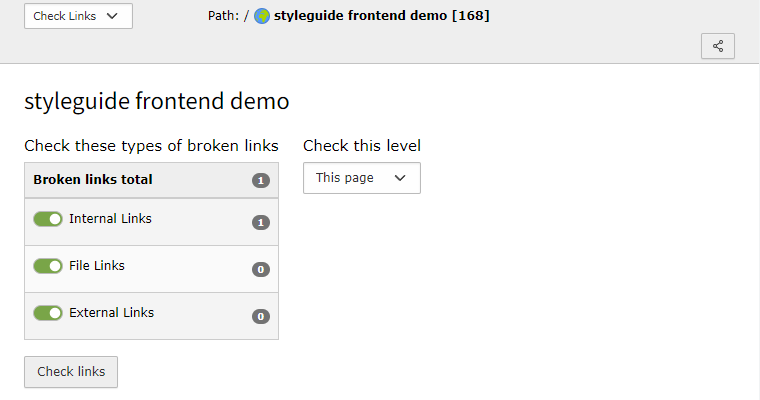 Check Links
Path: / styleguide frontend demo [168]
styleguide frontend demo
Check these types of broken links
Check this level
Broken links total 1
This page
Internal Links 1
File Links 0
External Links 0
Check links